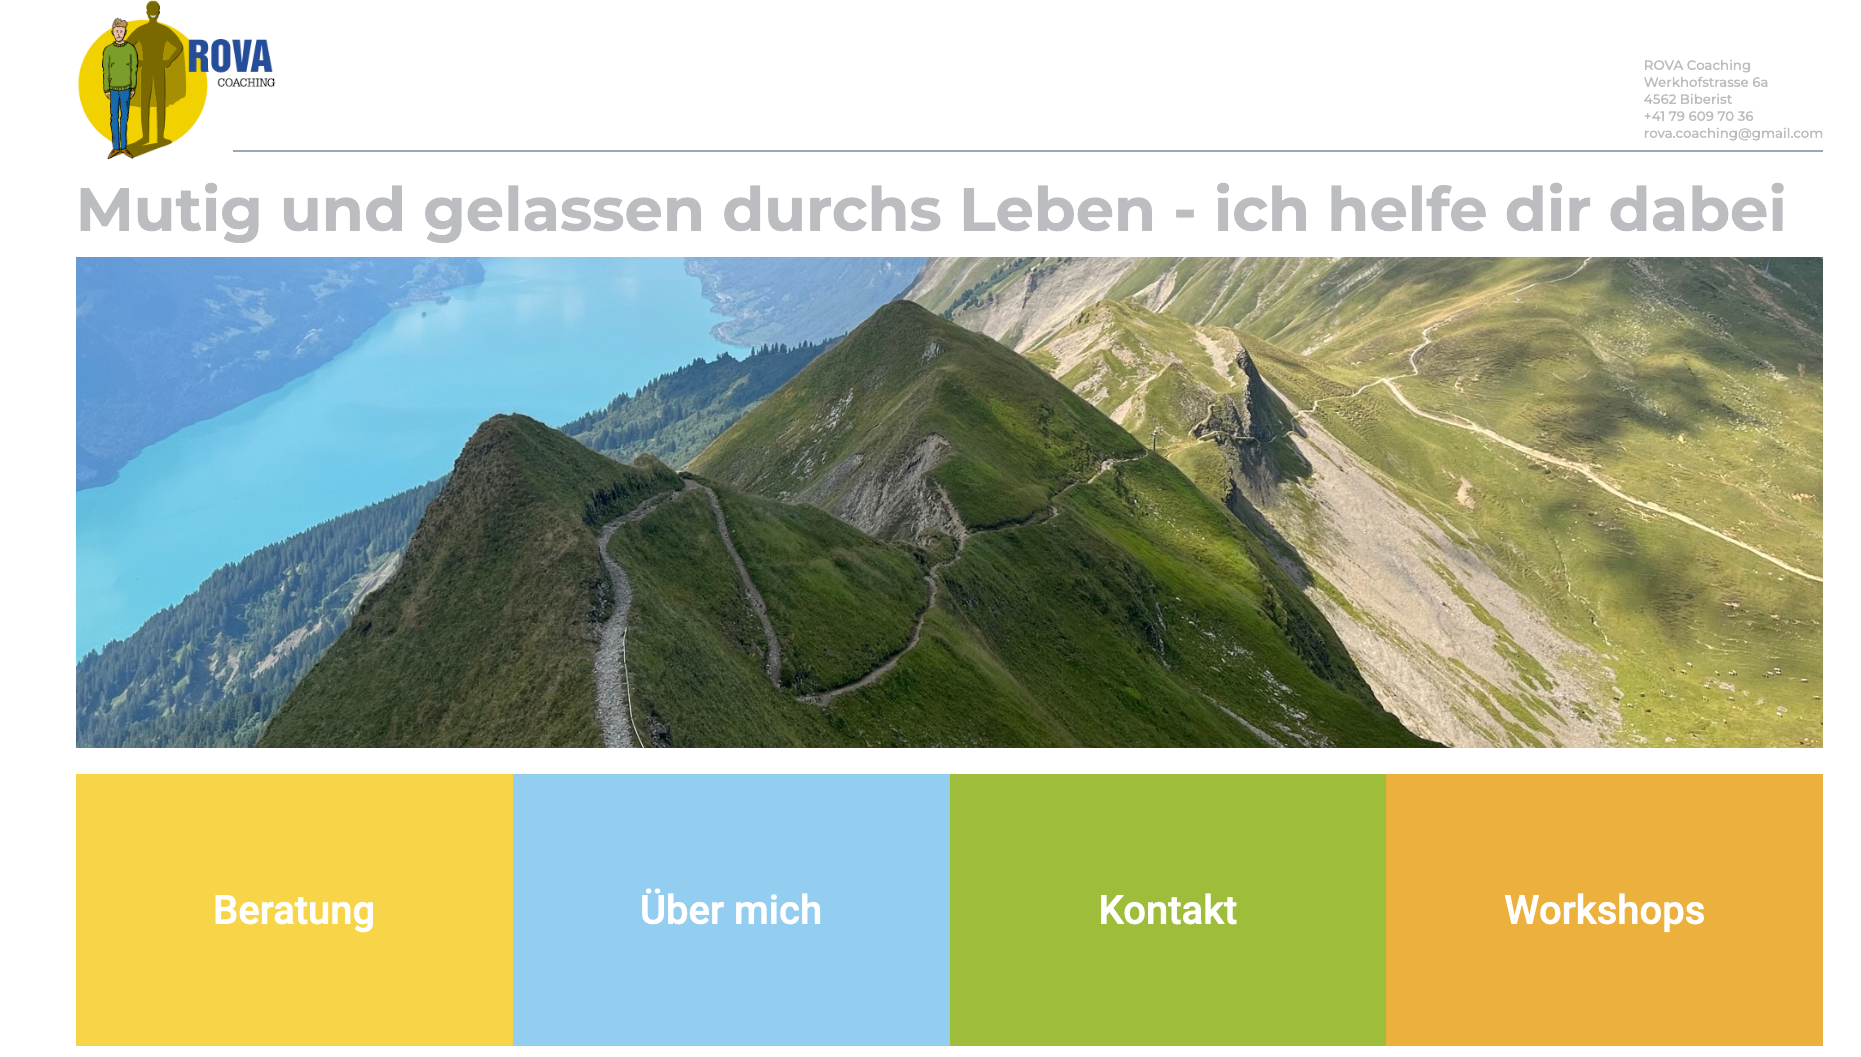 ROVA
COACHING
ROVA Coaching
Werkhofstrasse 6a
4562 Biberist
+41 79 609 70 36
rova.coaching@gmail.com
Mutig und gelassen durchs Leben - ich helfe dir dabei
Beratung
Über mich
Kontakt
Workshops